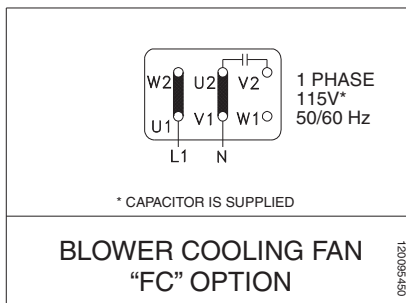 W2 U2 V2
U1 V1 W1
L1 N
1 PHASE
115V*
50/60 Hz
* CAPACITOR IS SUPPLIED
BLOWER COOLING FAN
“FC” OPTION
120095450